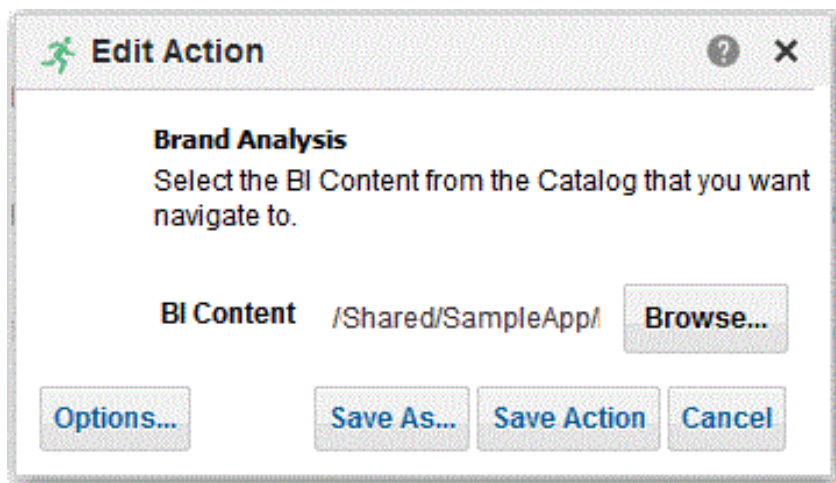 Edit Action
Brand Analysis
Select the BI Content from the Catalog that you want
navigate to.
BI Content /Shared/SampleApp/ Browse...
Options... Save As... Save Action Cancel